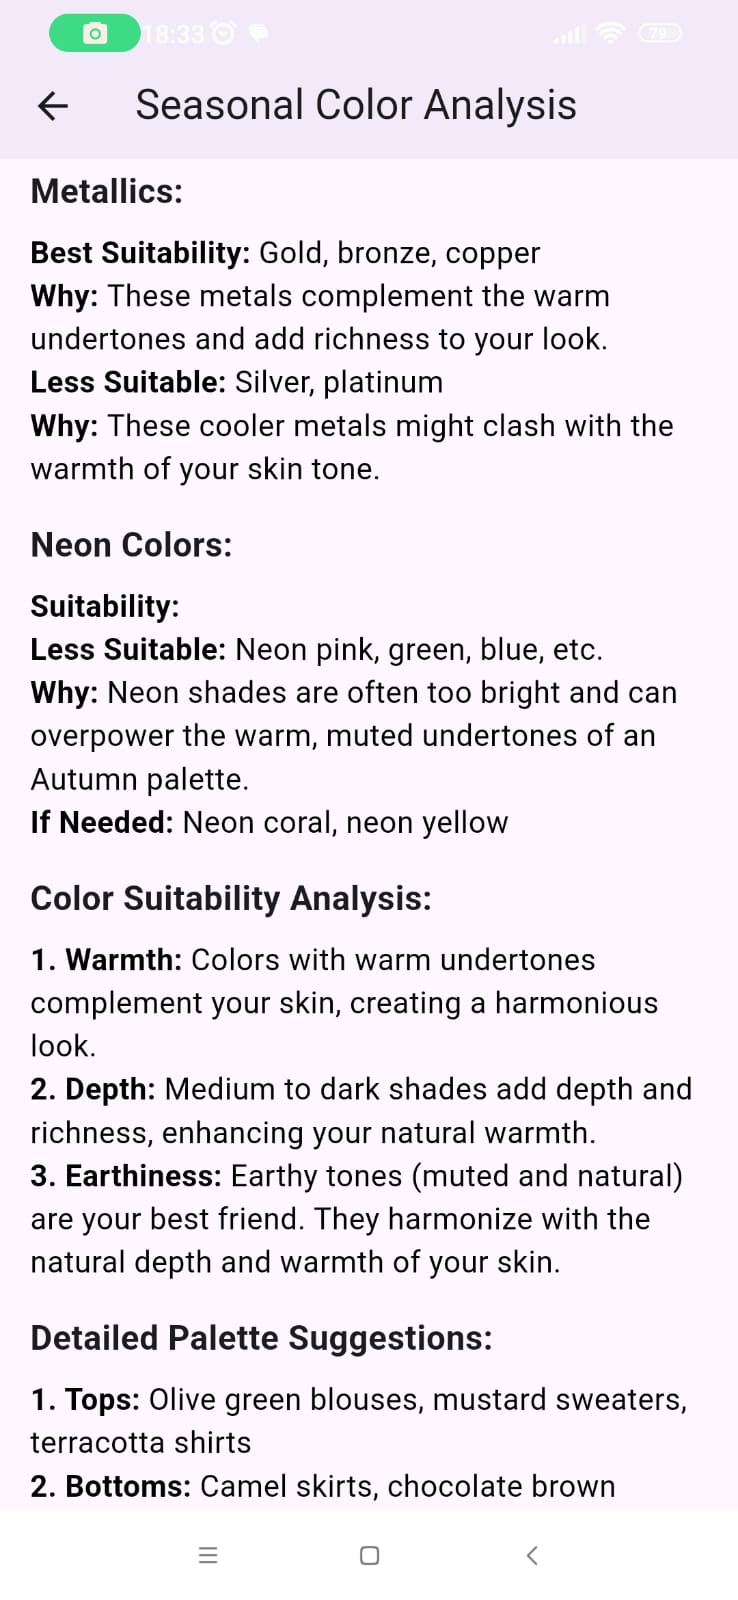 18:33
79
Seasonal Color Analysis
Metallics:
Best Suitability: Gold, bronze, copper
Why: These metals complement the warm
undertones and add richness to your look.
Less Suitable: Silver, platinum
Why: These cooler metals might clash with the
warmth of your skin tone.
Neon Colors:
Suitability:
Less Suitable: Neon pink, green, blue, etc.
Why: Neon shades are often too bright and can
overpower the warm, muted undertones of an
Autumn palette.
If Needed: Neon coral, neon yellow
Color Suitability Analysis:
1. Warmth: Colors with warm undertones
complement your skin, creating a harmonious
look.
2. Depth: Medium to dark shades add depth and
richness, enhancing your natural warmth.
3. Earthiness: Earthy tones (muted and natural)
are your best friend. They harmonize with the
natural depth and warmth of your skin.
Detailed Palette Suggestions:
1. Tops: Olive green blouses, mustard sweaters,
terracotta shirts
2. Bottoms: Camel skirts, chocolate brown